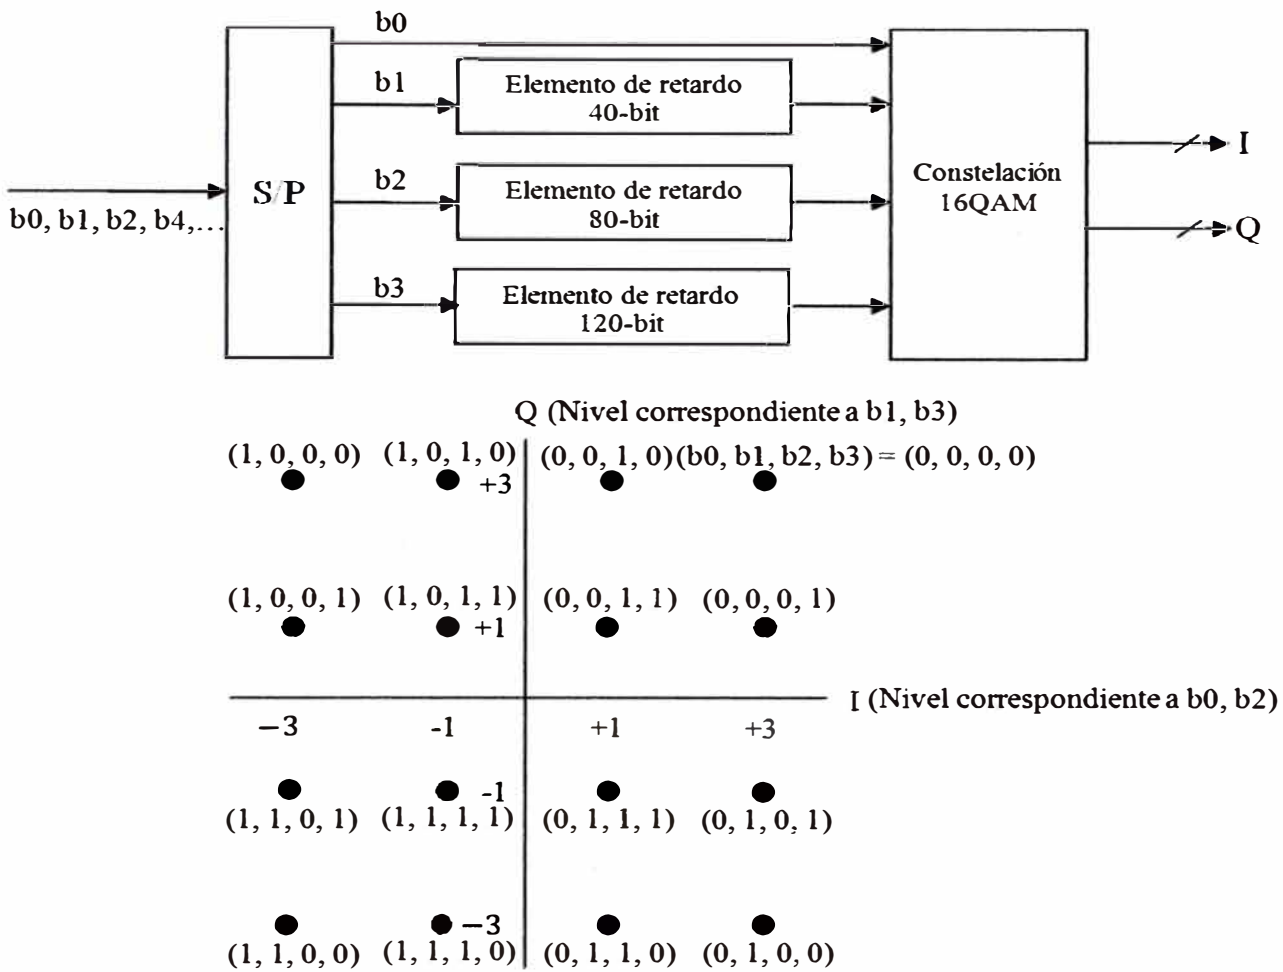 b0
b1
Elemento de retardo
40-bit
b2
Elemento de retardo
80-bit
b3
Elemento de retardo
120-bit
S/P
b0, b1, b2, b4,...
Constelación
16QAM
I
Q
Q (Nivel correspondiente a b1, b3)
(1, 0, 0, 0) (1, 0, 1, 0) (0, 0, 1, 0) (b0, b1, b2, b3) = (0, 0, 0, 0)
+3
(1, 0, 0, 1) (1, 0, 1, 1) (0, 0, 1, 1) (0, 0, 0, 1)
+1
I (Nivel correspondiente a b0, b2)
−3 -1 +1 +3
-1
(1, 1, 0, 1) (1, 1, 1, 1) (0, 1, 1, 1) (0, 1, 0, 1)
−3
(1, 1, 0, 0) (1, 1, 1, 0) (0, 1, 1, 0) (0, 1, 0, 0)